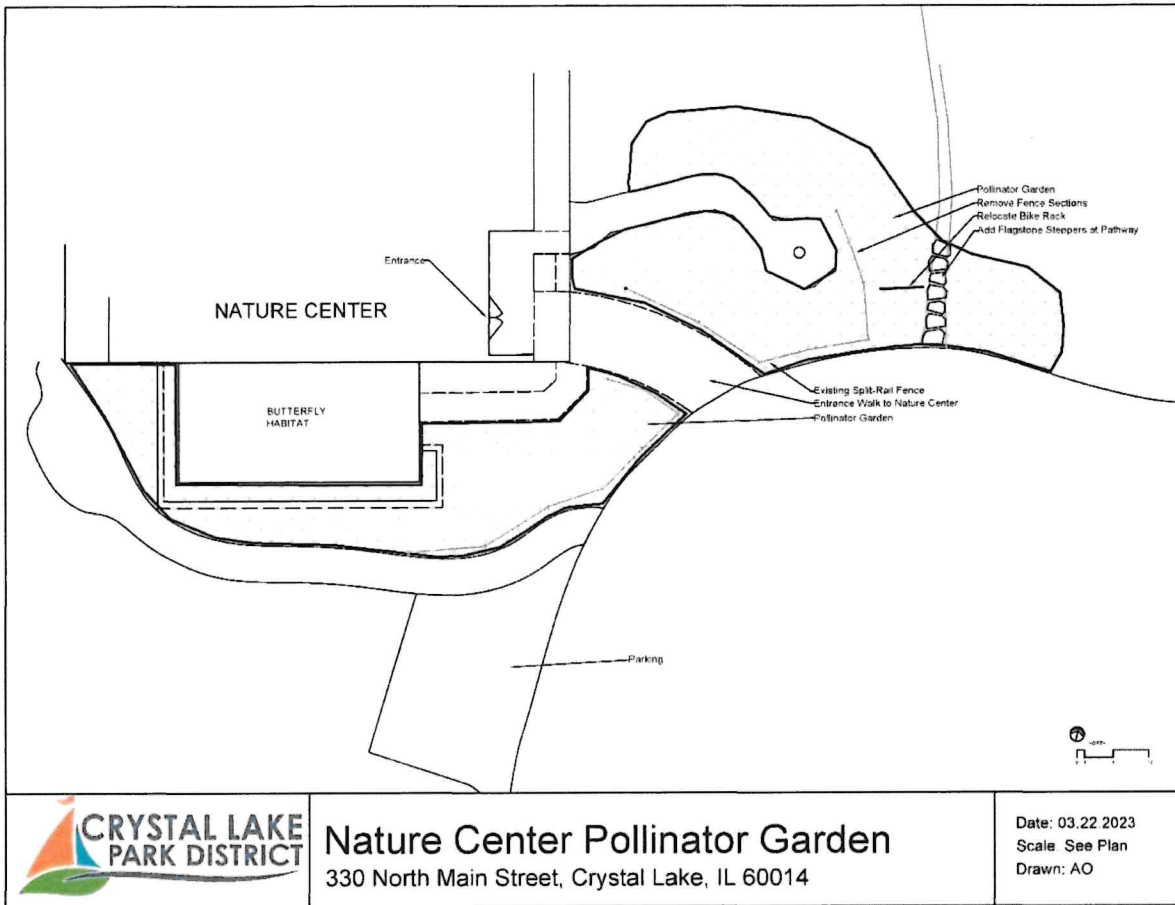 Pollinator Garden
Remove Fence Sections
Relocate Bike Rack
Add Flagstone Steppers at Pathway
Entrance
NATURE CENTER
BUTTERFLY
HABITAT
Existing Split-Rail Fence
Entrance Walk to Nature Center
Pollinator Garden
Parking
CRYSTAL LAKE
PARK DISTRICT
Nature Center Pollinator Garden
330 North Main Street, Crystal Lake, IL 60014
Date: 03.22 2023
Scale See Plan
Drawn: AO